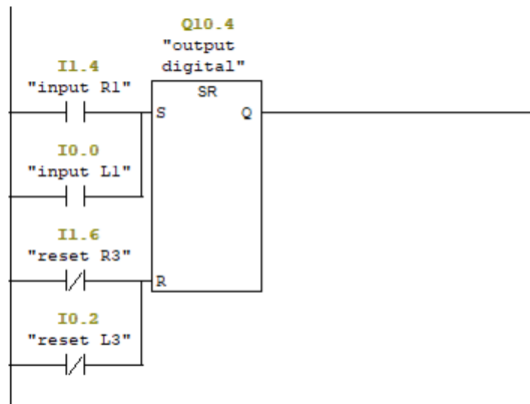 Q10.4
"output
digital"
I1.4
"input R1"
SR
S
Q
I0.0
"input L1"
I1.6
"reset R3"
R
I0.2
"reset L3"